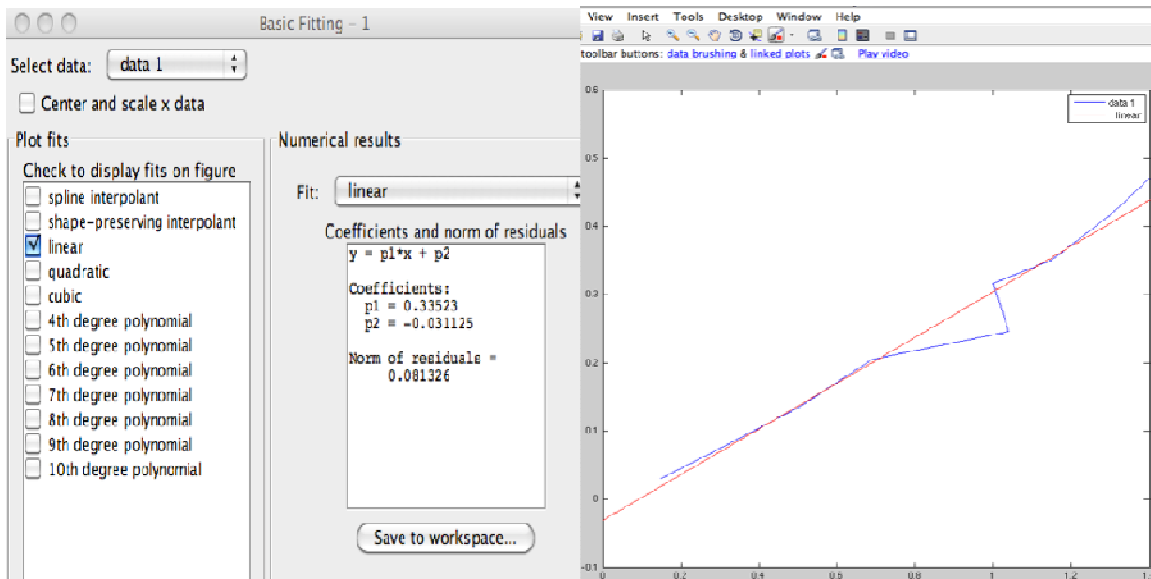 Basic Fitting - 1
Select data: data 1
Center and scale x data
Plot fits
Check to display fits on figure
spline interpolant
shape-preserving interpolant
linear
quadratic
cubic
4th degree polynomial
5th degree polynomial
6th degree polynomial
7th degree polynomial
8th degree polynomial
9th degree polynomial
10th degree polynomial
Numerical results
Fit: linear
Coefficients and norm of residuals
y = p1*x + p2
Coefficients:
p1 = 0.33523
p2 = -0.031125
Norm of residuals =
0.081326
Save to workspace...
View Insert Tools Desktop Window Help
toolbar buttons: data brushing & linked plots Play video
data 1
linear
0.6
0.5
0.4
0.3
0.2
0.1
0
-0.1
0 0.2 0.4 0.6 0.8 1 1.2 1.4